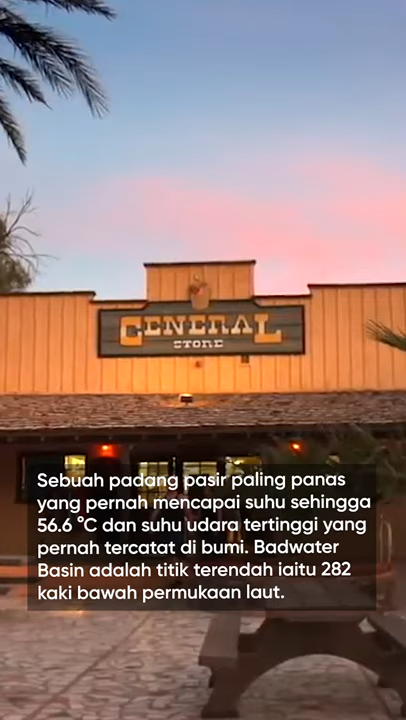 GENERAL
STORE
Sebuah padang pasir paling panas
yang pernah mencapai suhu sehingga
56.6 °C dan suhu udara tertinggi yang
pernah tercatat di bumi. Badwater
Basin adalah titik terendah iaitu 282
kaki bawah permukaan laut.